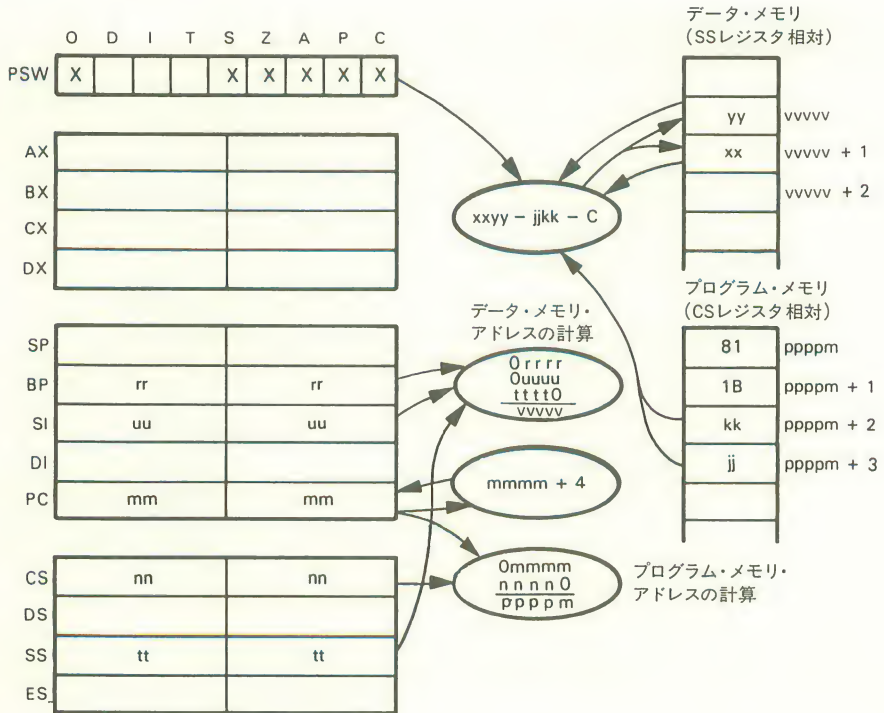 O D I T S Z A P C
PSW X X X X X X
データ・メモリ
(SSレジスタ相対)
yy vvvvv
xx vvvvv + 1
vvvvv + 2
AX
BX
CX
DX
xxyy – jjkk – C
プログラム・メモリ
(CSレジスタ相対)
81 ppppm
1B ppppm + 1
kk ppppm + 2
jj ppppm + 3
データ・メモリ・
アドレスの計算
0rrrr
0uuuu
tttt0
vvvvv
SP
BP rr rr
SI uu uu
DI
PC mm mm
mmmm + 4
CS nn nn
DS
SS tt tt
ES
0mmmm
nnnn0
ppppm
プログラム・メモリ・
アドレスの計算